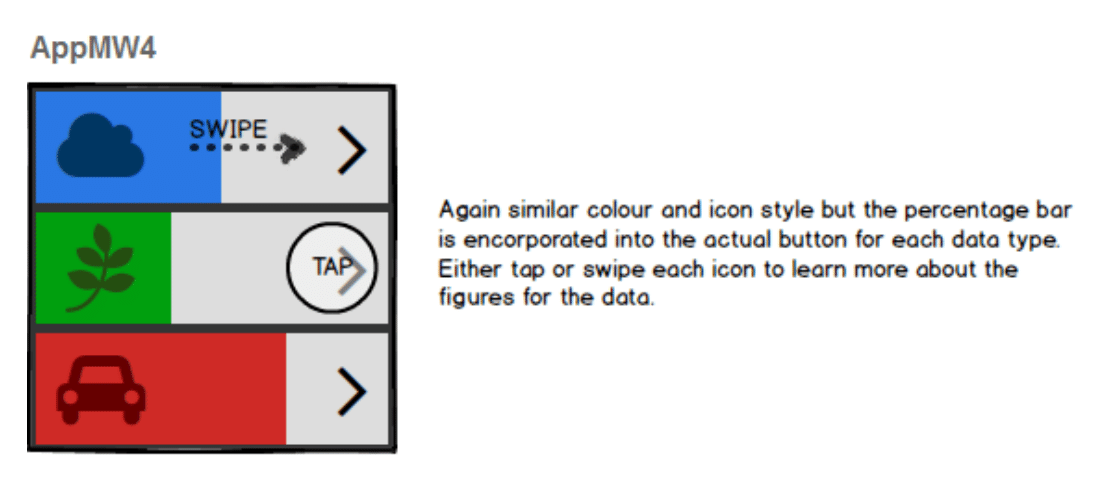 AppMW4
SWIPE
TAP
Again similar colour and icon style but the percentage bar
is encorporated into the actual button for each data type.
Either tap or swipe each icon to learn more about the
figures for the data.